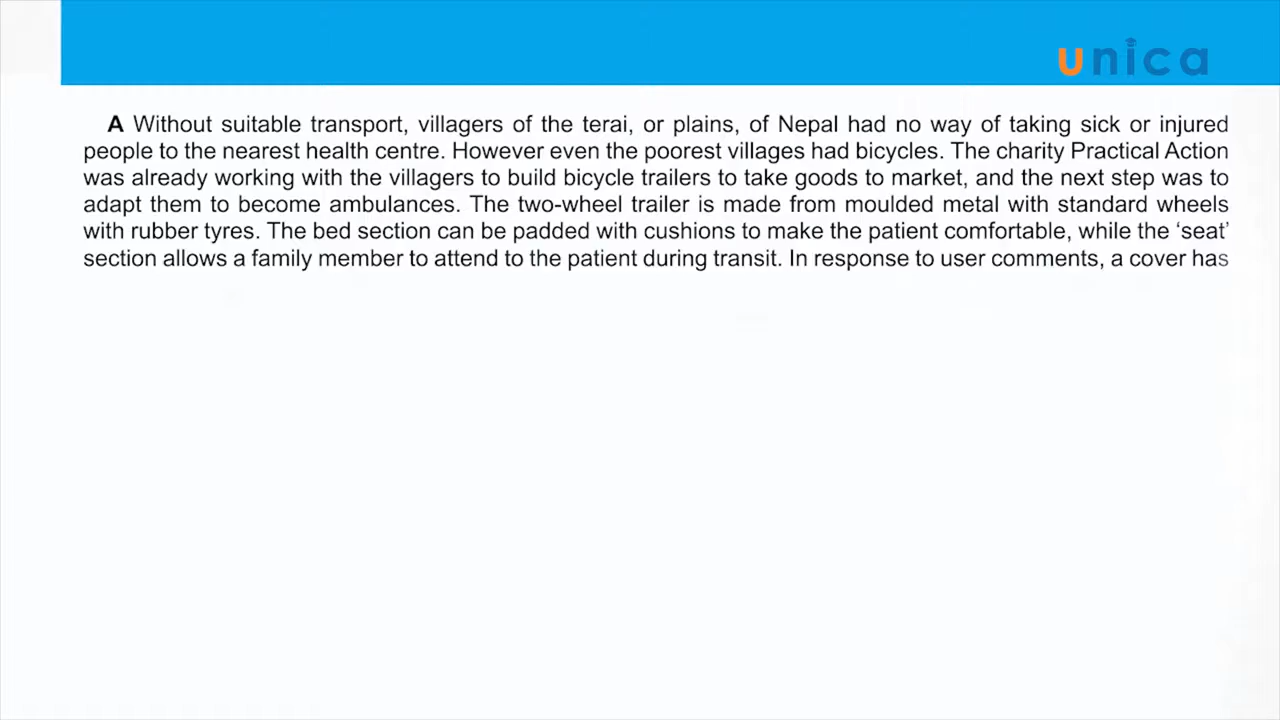 unica
A Without suitable transport, villagers of the terai, or plains, of Nepal had no way of taking sick or injured
people to the nearest health centre. However even the poorest villages had bicycles. The charity Practical Action
was already working with the villagers to build bicycle trailers to take goods to market, and the next step was to
adapt them to become ambulances. The two-wheel trailer is made from moulded metal with standard wheels
with rubber tyres. The bed section can be padded with cushions to make the patient comfortable, while the ‘seat’
section allows a family member to attend to the patient during transit. In response to user comments, a cover has